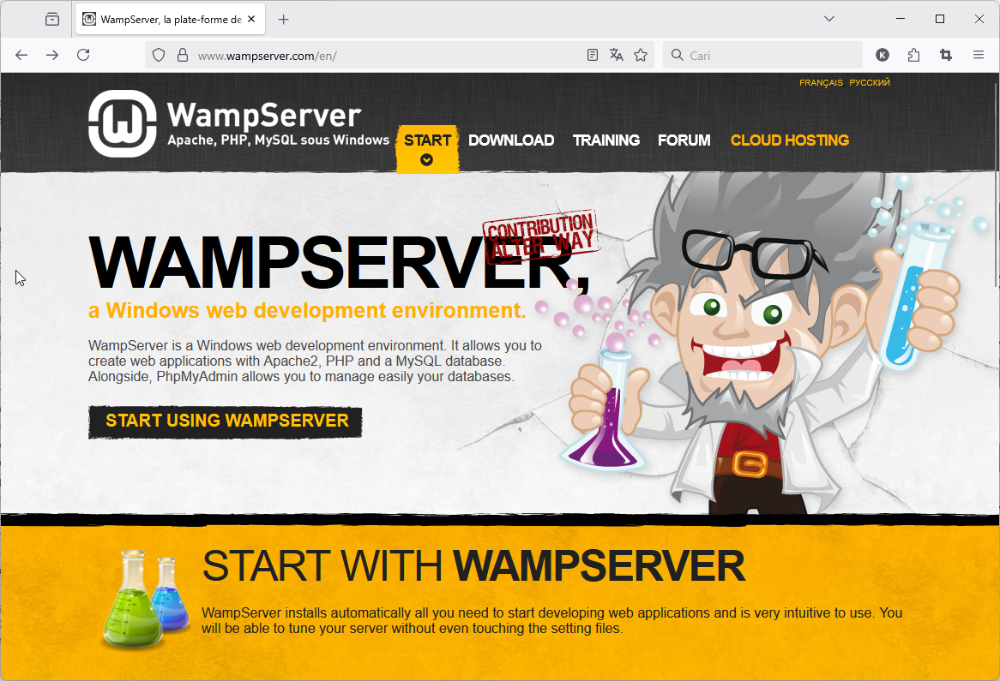 WampServer, la plate-forme de
www.wampserver.com/en/
Cari
K
FRANÇAIS РУССКИЙ
W
WampServer
Apache, PHP, MySQL sous Windows
START
DOWNLOAD
TRAINING
FORUM
CLOUD HOSTING
CONTRIBUTION
ALTER WAY
WAMPSERVER,
a Windows web development environment.
WampServer is a Windows web development environment. It allows you to
create web applications with Apache2, PHP and a MySQL database.
Alongside, PhpMyAdmin allows you to manage easily your databases.
START USING WAMPSERVER
START WITH WAMPSERVER
WampServer installs automatically all you need to start developing web applications and is very intuitive to use. You
will be able to tune your server without even touching the setting files.